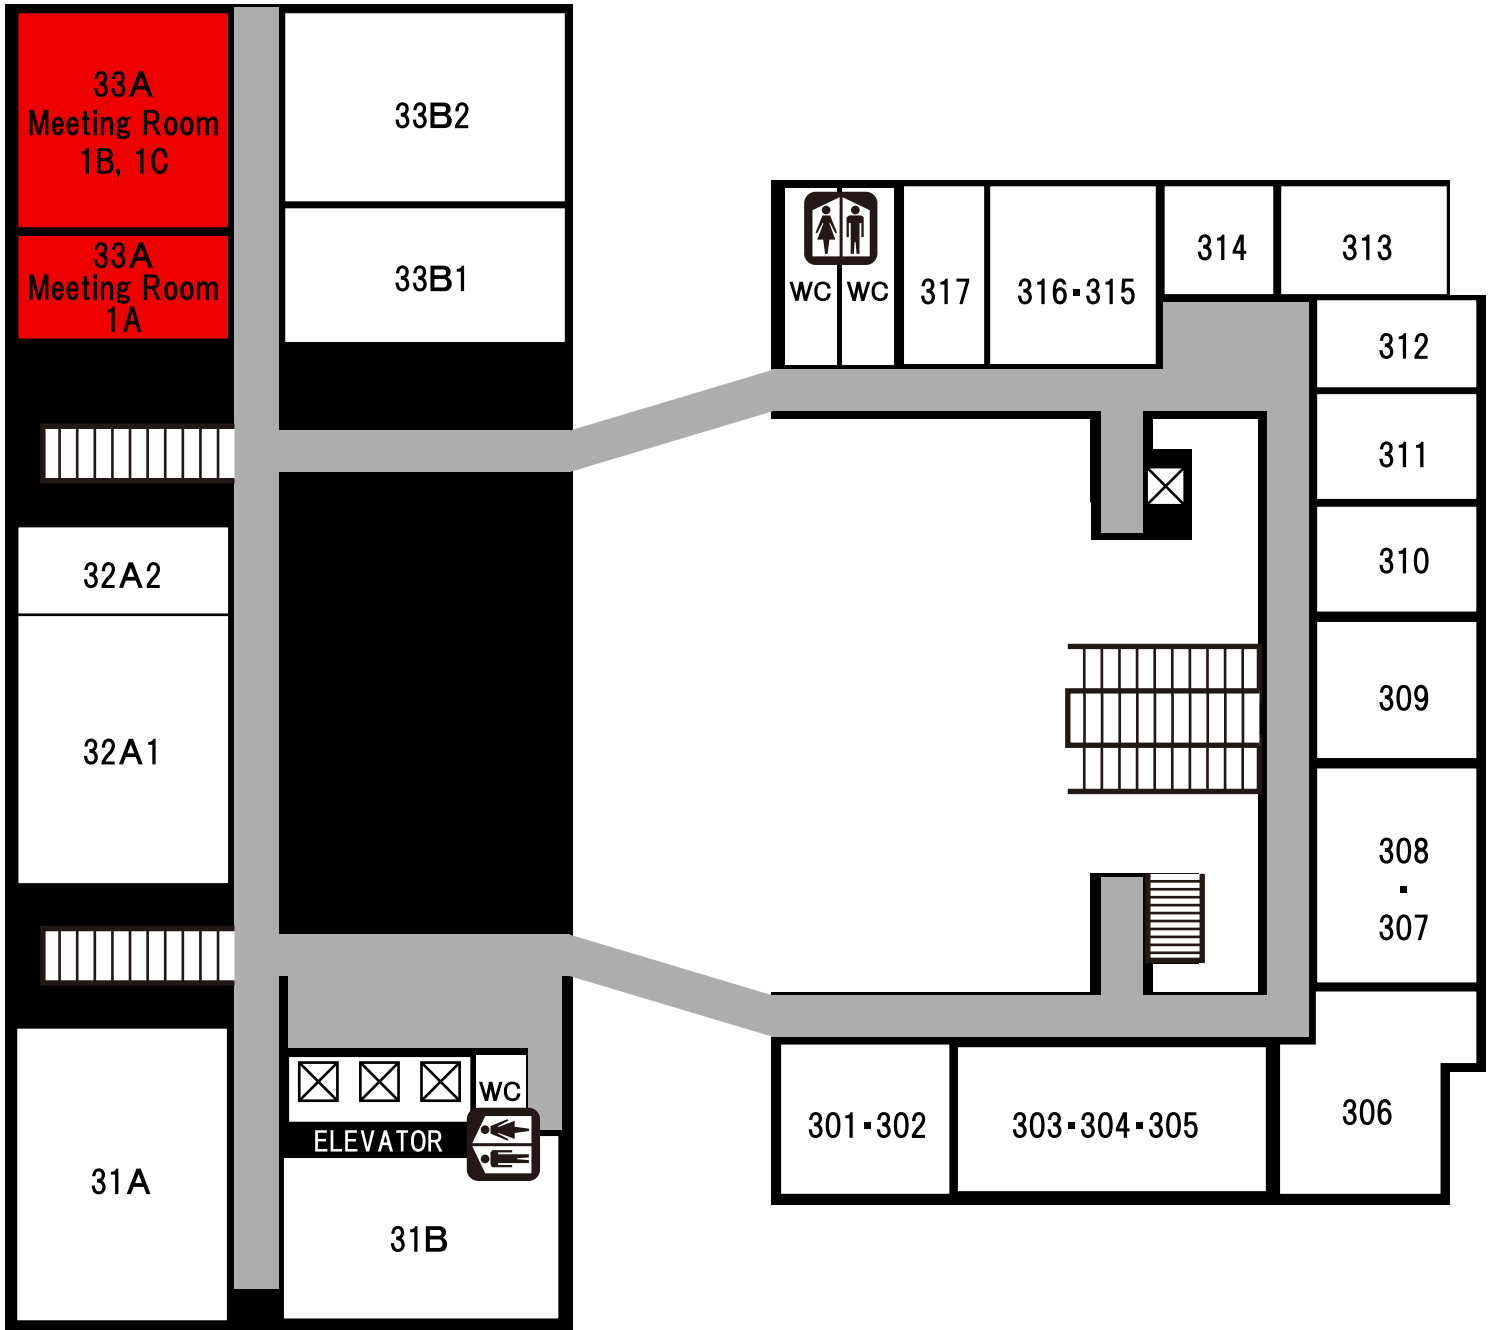 33A
Meeting Room
1B, 1C
33A
Meeting Room
1A
33B2
33B1
32A2
32A1
31A
WC
ELEVATOR
31B
WC
WC
317
316・315
314
313
312
311
310
309
308
・
307
306
301・302
303・304・305